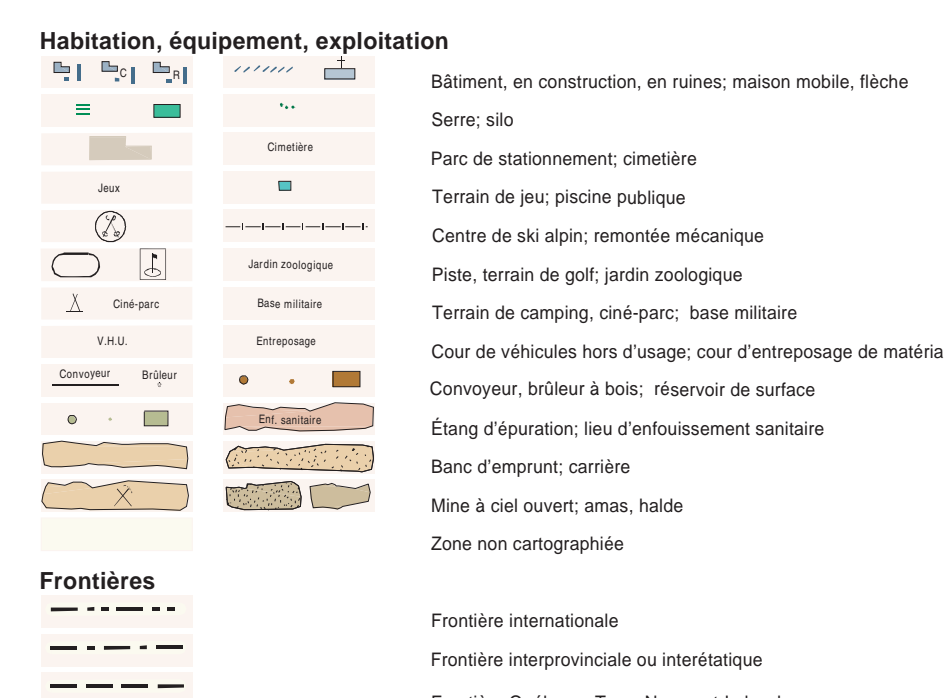 Habitation, équipement, exploitation
C R Bâtiment, en construction, en ruines; maison mobile, flèche
Serre; silo
Cimetière Parc de stationnement; cimetière
Jeux Terrain de jeu; piscine publique
Centre de ski alpin; remontée mécanique
Jardin zoologique Piste, terrain de golf; jardin zoologique
Ciné-parc Base militaire Terrain de camping, ciné-parc; base militaire
V.H.U. Entreposage Cour de véhicules hors d'usage; cour d'entreposage de matéria
Convoyeur Brûleur Convoyeur, brûleur à bois; réservoir de surface
Enf. sanitaire Étang d'épuration; lieu d'enfouissement sanitaire
Banc d'emprunt; carrière
Mine à ciel ouvert; amas, halde
Zone non cartographiée
Frontières
Frontière internationale
Frontière interprovinciale ou interétatique